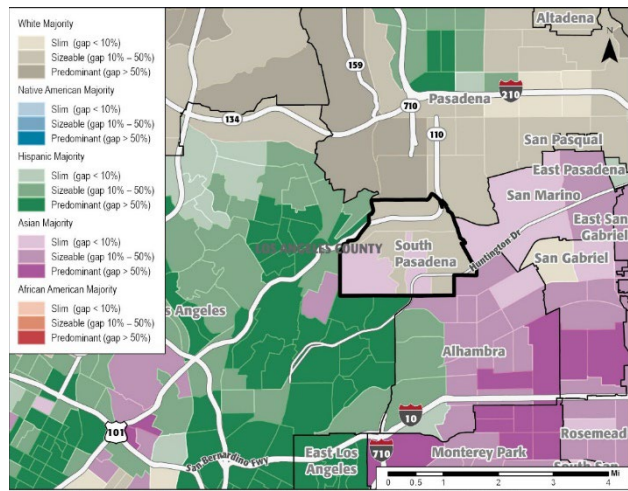 White Majority
Slim (gap < 10%)
Sizeable (gap 10% – 50%)
Predominant (gap > 50%)
Native American Majority
Slim (gap < 10%)
Sizeable (gap 10% – 50%)
Predominant (gap > 50%)
Hispanic Majority
Slim (gap < 10%)
Sizeable (gap 10% – 50%)
Predominant (gap > 50%)
Asian Majority
Slim (gap < 10%)
Sizeable (gap 10% – 50%)
Predominant (gap > 50%)
African American Majority
Slim (gap < 10%)
Sizeable (gap 10% – 50%)
Predominant (gap > 50%)
Altadena
N
159
210
710
Pasadena
134
110
San Pasqual
East Pasadena
San Marino
East San
Gabriel
LOS ANGELES COUNTY
South
Pasadena
Huntington Dr
San Gabriel
s Angeles
Alhambra
10
101
San Bernardino Fwy
East Los
Angeles
710
Monterey Park
Rosemead
South San
Mi
0 0.5 1 2 3 4